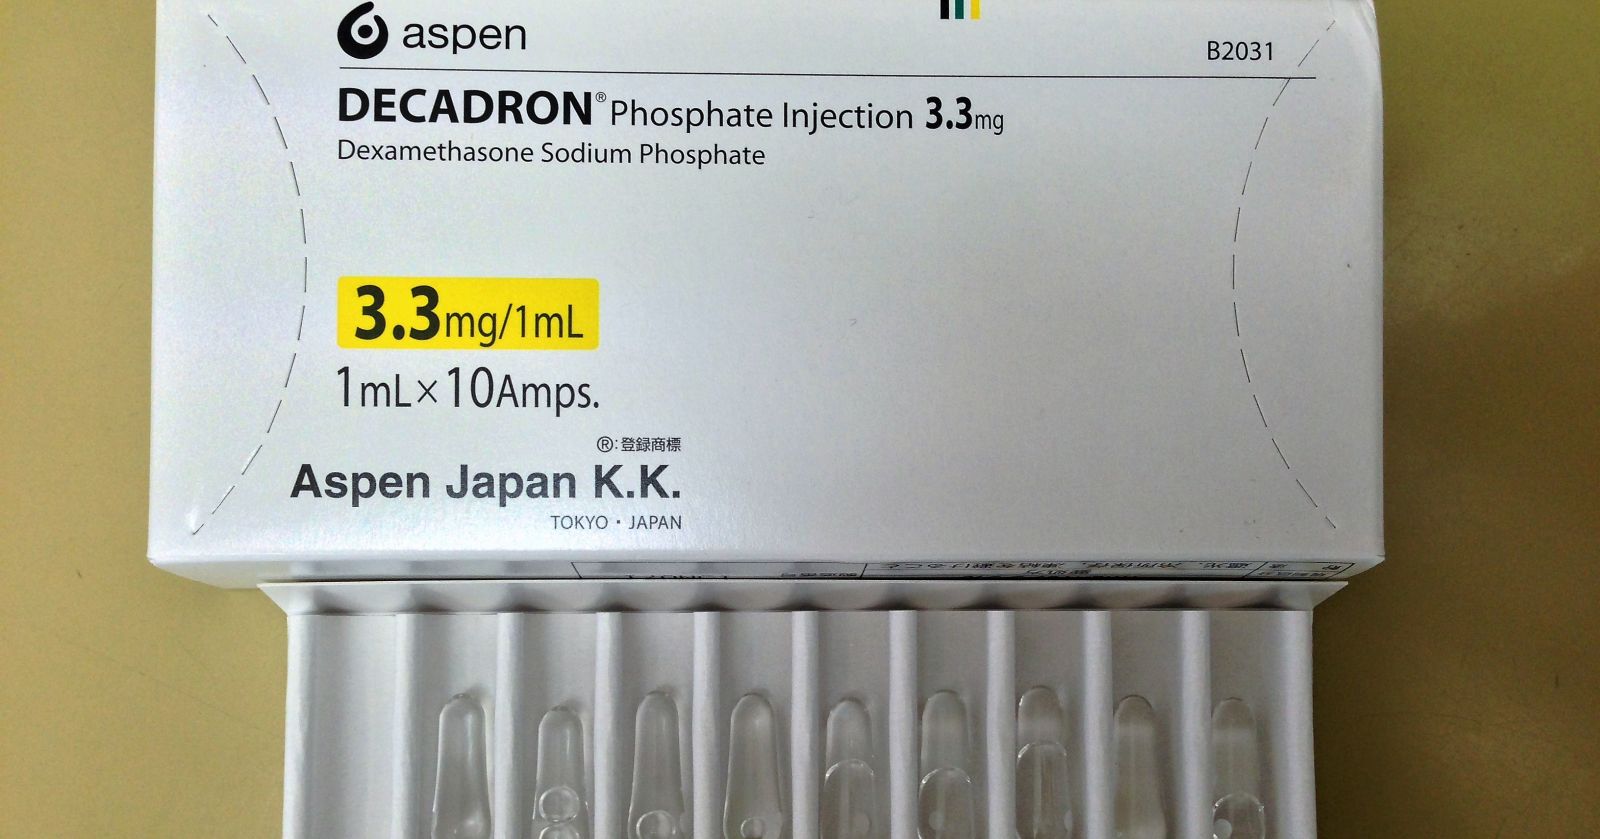 aspen
B2031
DECADRON® Phosphate Injection 3.3mg
Dexamethasone Sodium Phosphate
3.3mg/1mL
1mL×10Amps.
®:登録商標
Aspen Japan K.K.
TOKYO・JAPAN